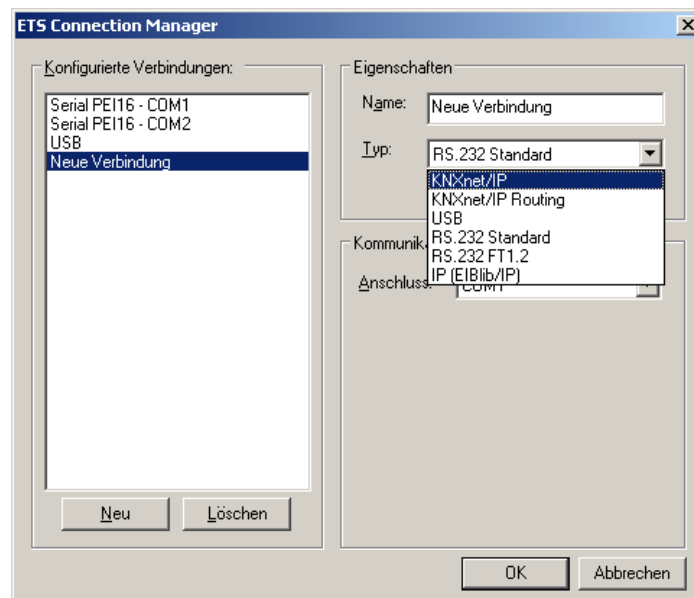 ETS Connection Manager
Konfigurierte Verbindungen:
Serial PEI16 - COM1
Serial PEI16 - COM2
USB
Neue Verbindung
Neu
Löschen
Eigenschaften
Name:
Neue Verbindung
Typ:
RS.232 Standard
KNXnet/IP
KNXnet/IP Routing
USB
RS.232 Standard
RS.232 FT1.2
IP (EIBlib/IP)
Kommunik
Anschluss:
COM1
OK
Abbrechen